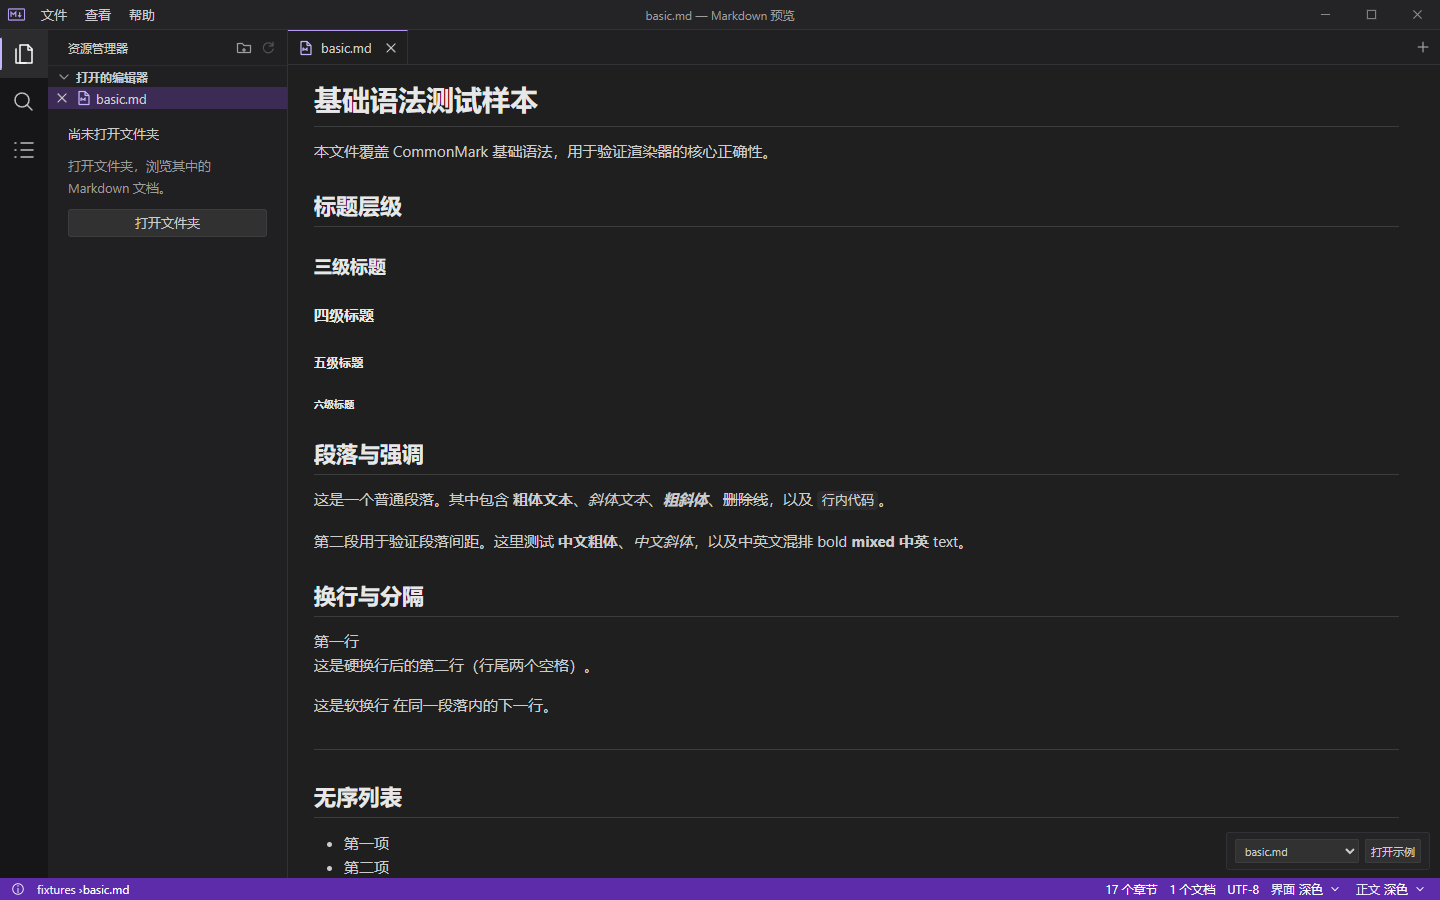 文件 查看 帮助
basic.md — Markdown 预览
资源管理器
打开的编辑器
basic.md
尚未打开文件夹
打开文件夹，浏览其中的
Markdown 文档。
打开文件夹
basic.md
基础语法测试样本
本文件覆盖 CommonMark 基础语法，用于验证渲染器的核心正确性。
标题层级
三级标题
四级标题
五级标题
六级标题
段落与强调
这是一个普通段落。其中包含 粗体文本、斜体文本、粗斜体、删除线，以及 行内代码。
第二段用于验证段落间距。这里测试 中文粗体、中文斜体，以及中英文混排 bold mixed 中英 text。
换行与分隔
第一行
这是硬换行后的第二行（行尾两个空格）。
这是软换行 在同一段落内的下一行。
无序列表
第一项
第二项
basic.md 打开示例
fixtures ›basic.md
17 个章节 1 个文档 UTF-8 界面 深色 正文 深色